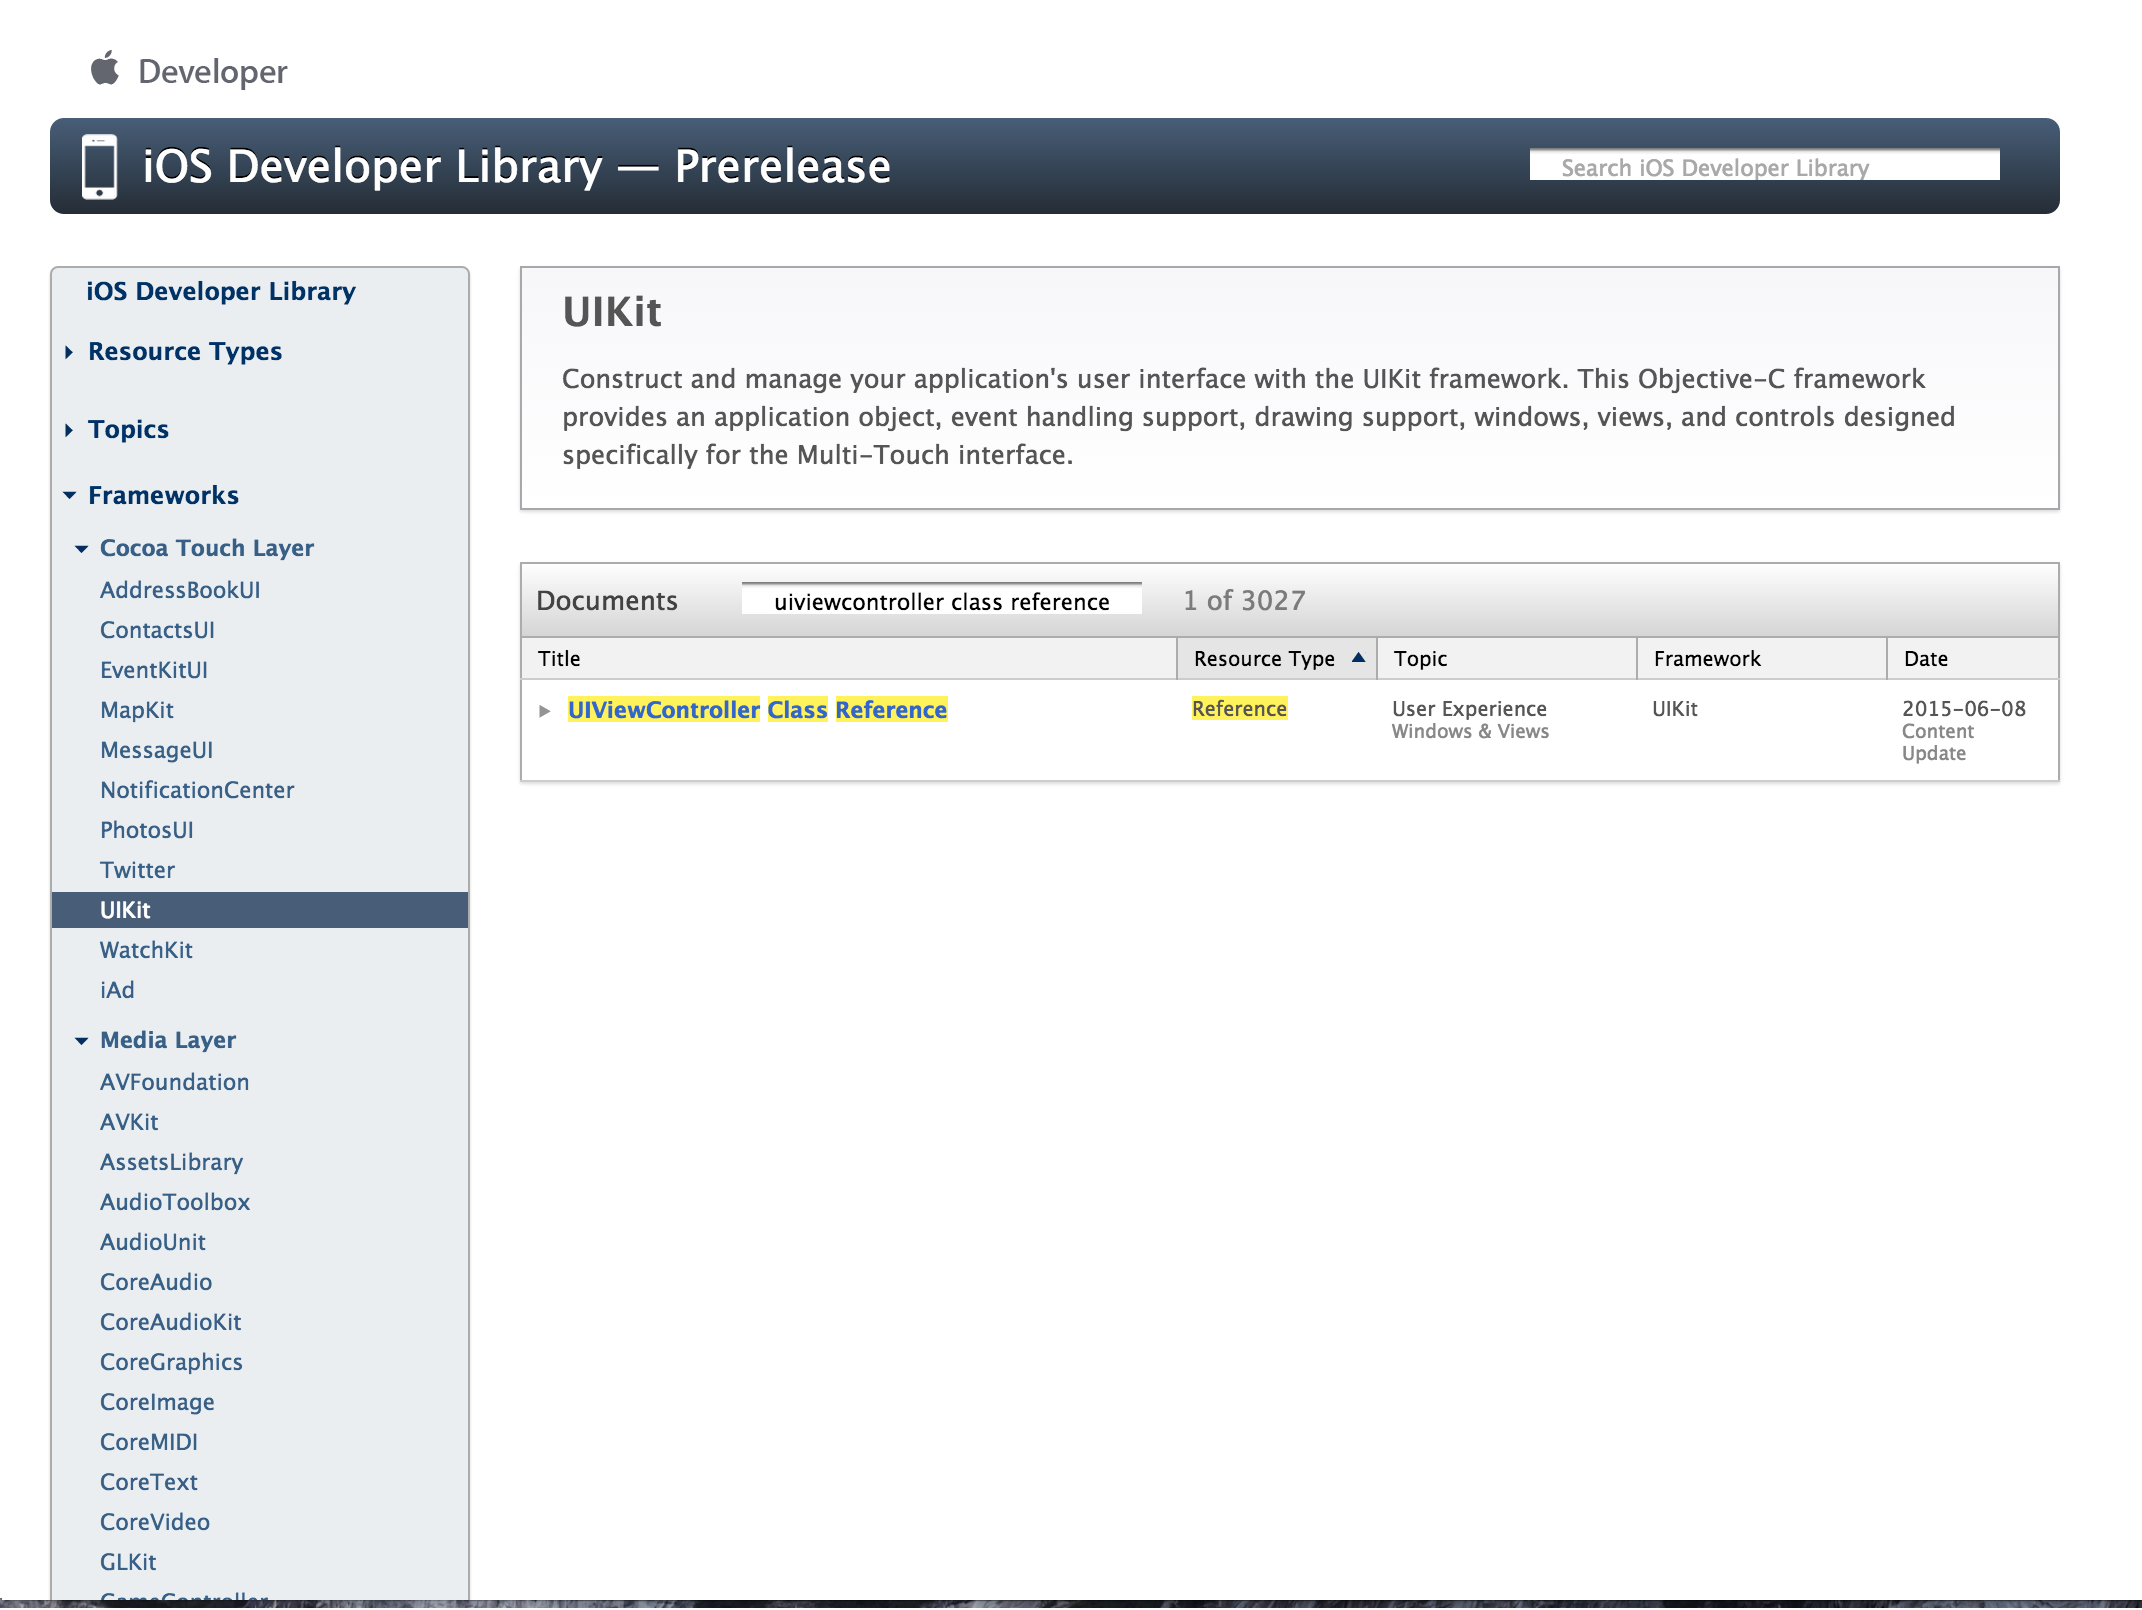 Developer
iOS Developer Library — Prerelease
Search iOS Developer Library
iOS Developer Library
Resource Types
Topics
Frameworks
Cocoa Touch Layer
AddressBookUI
ContactsUI
EventKitUI
MapKit
MessageUI
NotificationCenter
PhotosUI
Twitter
UIKit
WatchKit
iAd
Media Layer
AVFoundation
AVKit
AssetsLibrary
AudioToolbox
AudioUnit
CoreAudio
CoreAudioKit
CoreGraphics
CoreImage
CoreMIDI
CoreText
CoreVideo
GLKit
GameController
UIKit
Construct and manage your application's user interface with the UIKit framework. This Objective-C framework
provides an application object, event handling support, drawing support, windows, views, and controls designed
specifically for the Multi-Touch interface.
Documents uiviewcontroller class reference 1 of 3027
Title Resource Type Topic Framework Date
UIViewController Class Reference Reference User Experience UIKit 2015-06-08
Windows & Views Content
Update